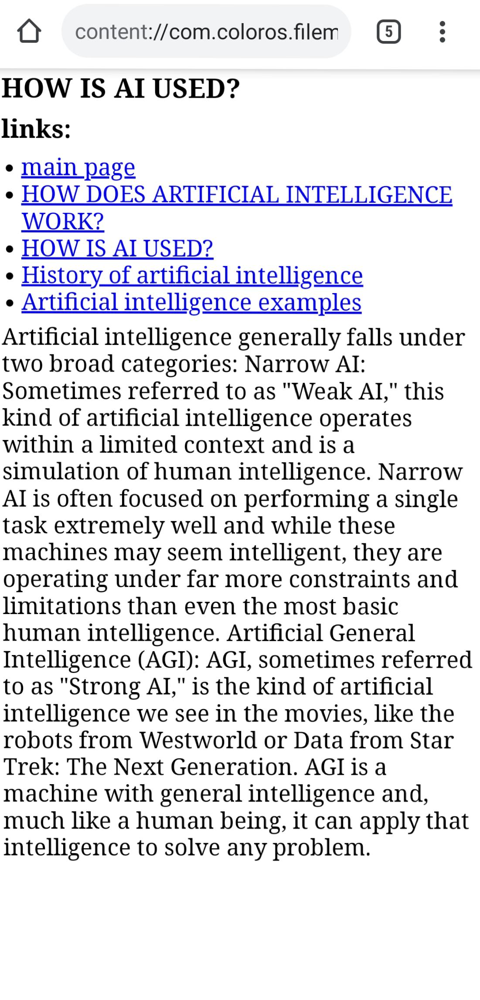 content://com.coloros.filem
5
HOW IS AI USED?
links:
• main page
• HOW DOES ARTIFICIAL INTELLIGENCE
WORK?
• HOW IS AI USED?
• History of artificial intelligence
• Artificial intelligence examples
Artificial intelligence generally falls under
two broad categories: Narrow AI:
Sometimes referred to as "Weak AI," this
kind of artificial intelligence operates
within a limited context and is a
simulation of human intelligence. Narrow
AI is often focused on performing a single
task extremely well and while these
machines may seem intelligent, they are
operating under far more constraints and
limitations than even the most basic
human intelligence. Artificial General
Intelligence (AGI): AGI, sometimes referred
to as "Strong AI," is the kind of artificial
intelligence we see in the movies, like the
robots from Westworld or Data from Star
Trek: The Next Generation. AGI is a
machine with general intelligence and,
much like a human being, it can apply that
intelligence to solve any problem.